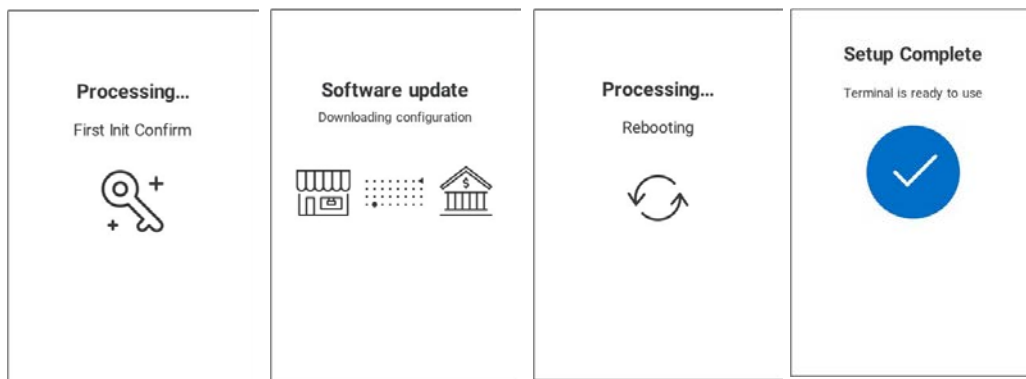 Processing...
First Init Confirm
Software update
Downloading configuration
$
Processing...
Rebooting
Setup Complete
Terminal is ready to use